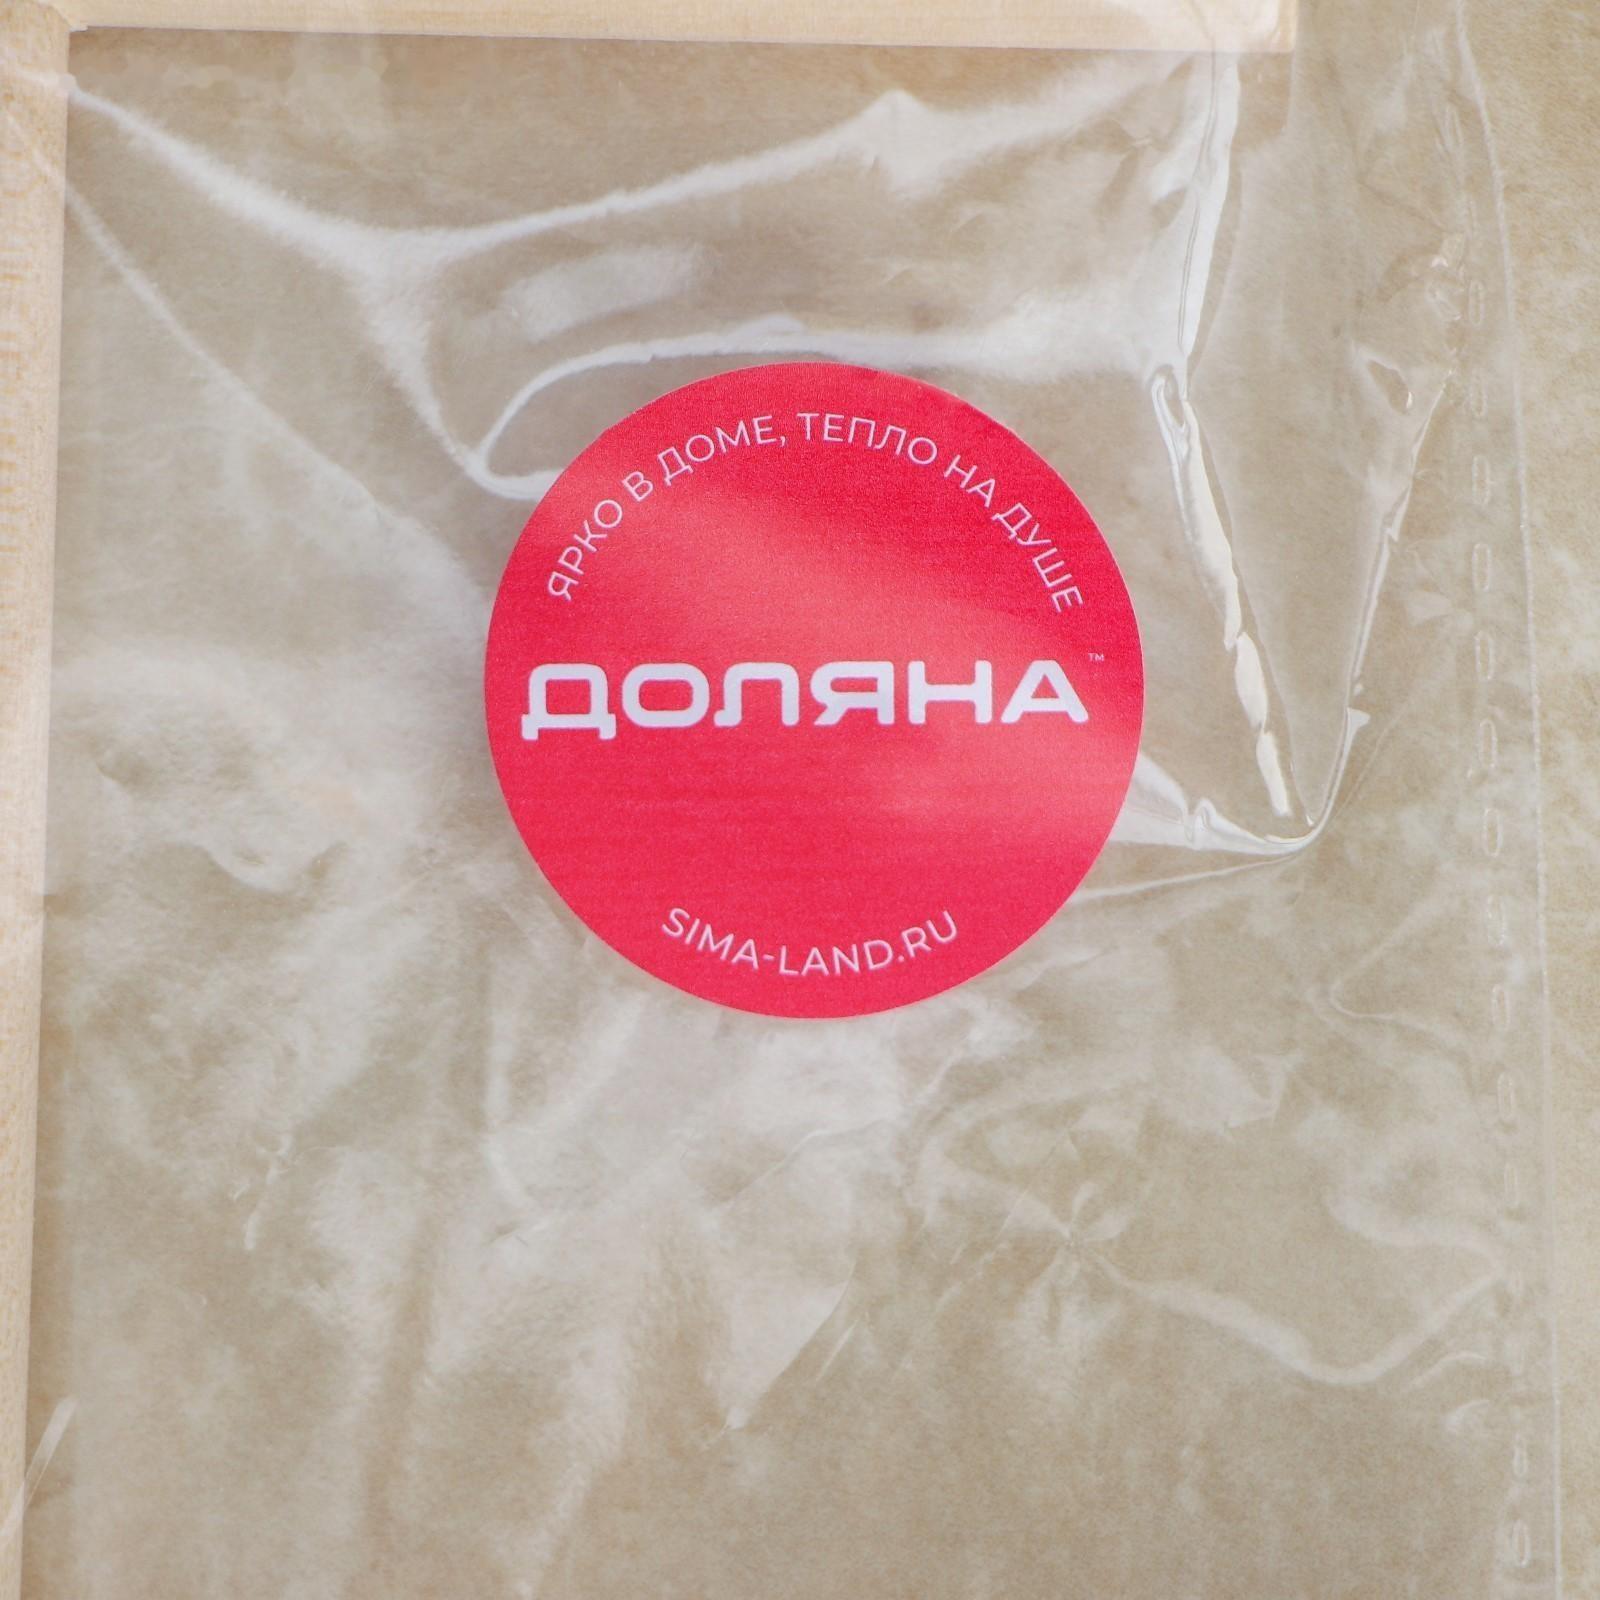 ЯРКО В ДОМЕ, ТЕПЛО НА ДУШЕ
ДОЛЯНА™
SIMA-LAND.RU